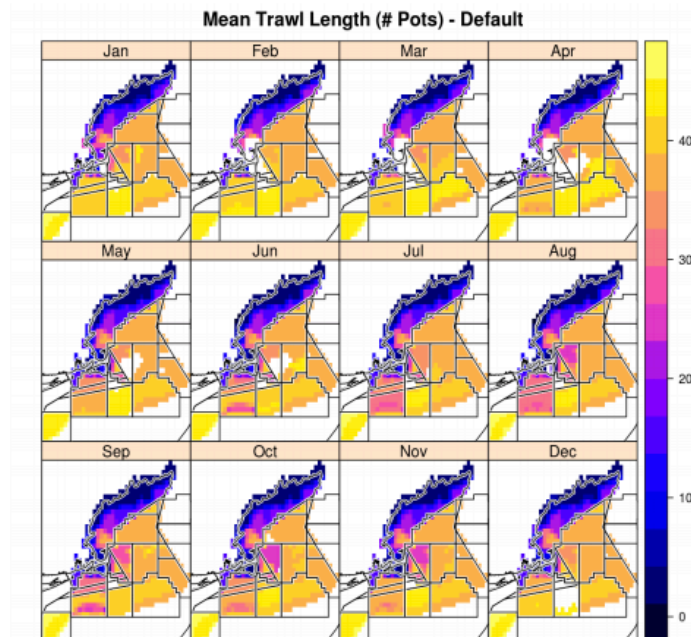 Mean Trawl Length (# Pots) - Default
Jan Feb Mar Apr
May Jun Jul Aug
Sep Oct Nov Dec
40
30
20
10
0